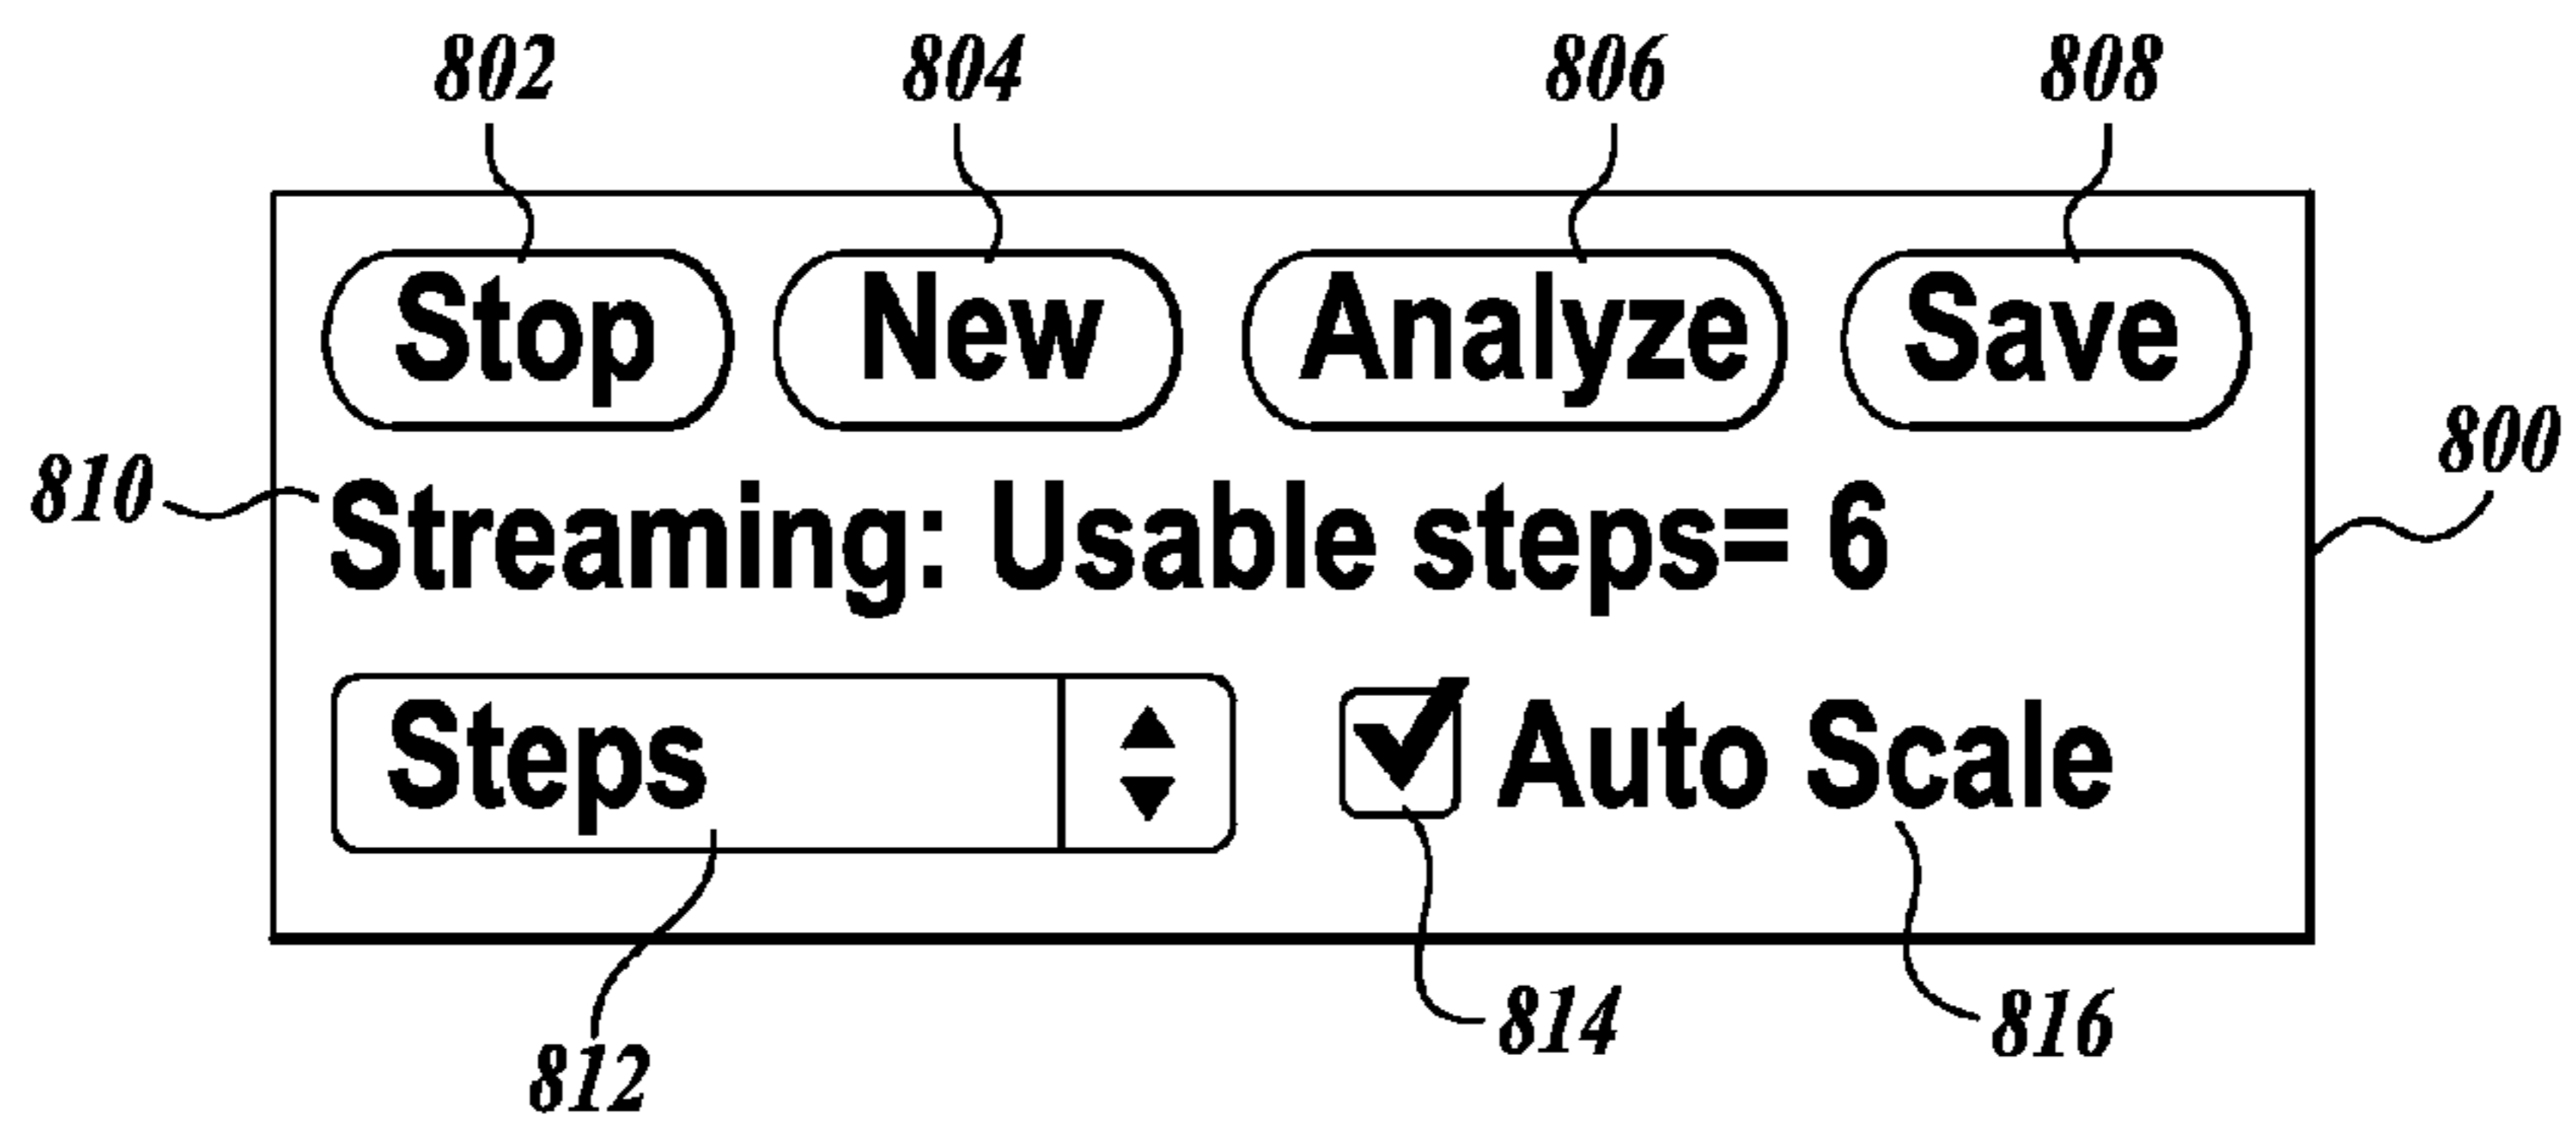 802 804 806 808
Stop New Analyze Save
800
810 Streaming: Usable steps= 6
Steps Auto Scale
814 816
812